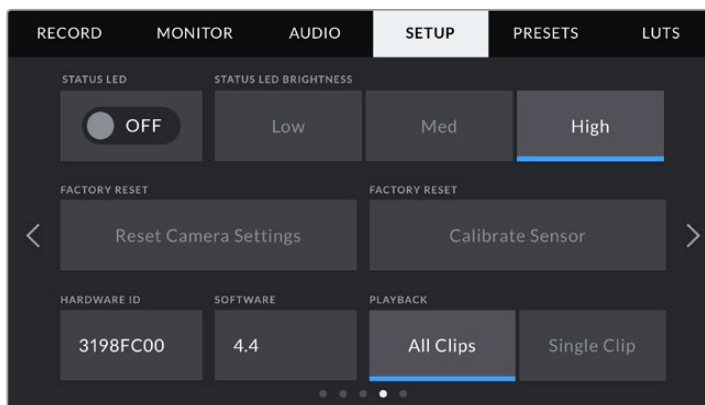 RECORD MONITOR AUDIO SETUP PRESETS LUTS
STATUS LED STATUS LED BRIGHTNESS
OFF Low Med High
FACTORY RESET FACTORY RESET
Reset Camera Settings Calibrate Sensor
HARDWARE ID SOFTWARE PLAYBACK
3198FC00 4.4 All Clips Single Clip